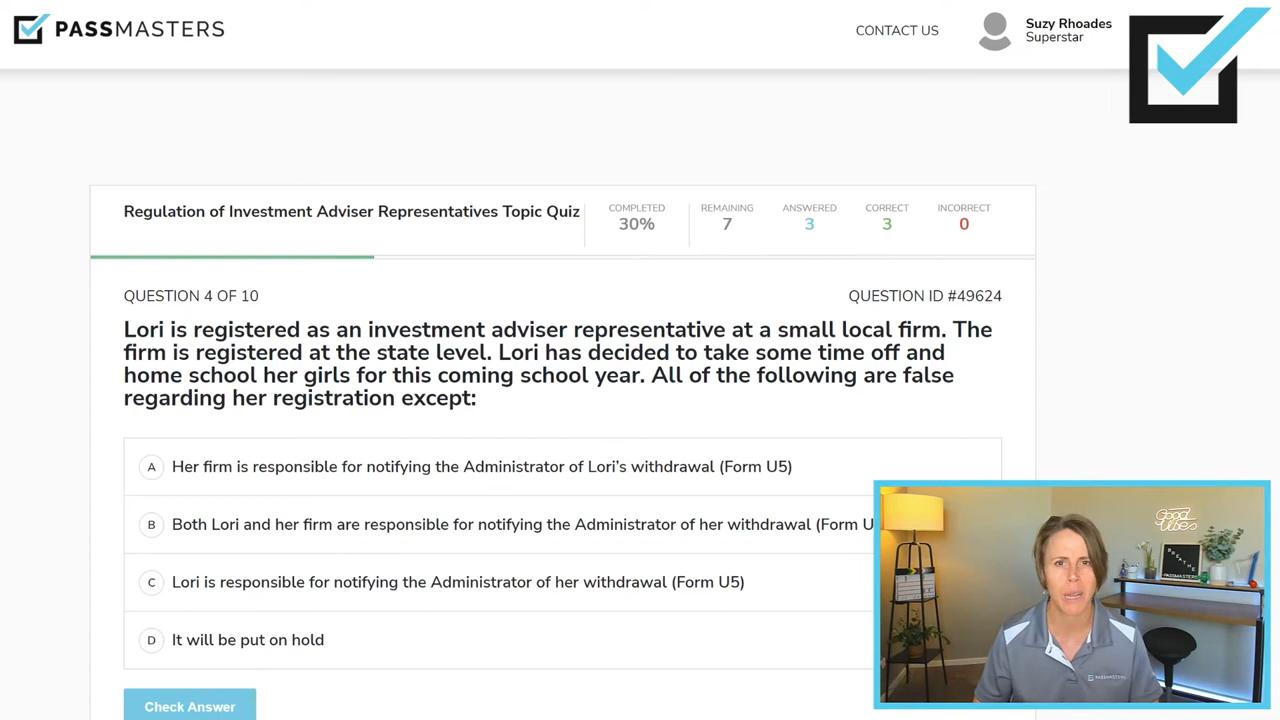 PASSMASTERS
CONTACT US
Suzy Rhoades
Superstar
Regulation of Investment Adviser Representatives Topic Quiz
COMPLETED
30%
REMAINING
7
ANSWERED
3
CORRECT
3
INCORRECT
0
QUESTION 4 OF 10
QUESTION ID #49624
Lori is registered as an investment adviser representative at a small local firm. The
firm is registered at the state level. Lori has decided to take some time off and
home school her girls for this coming school year. All of the following are false
regarding her registration except:
A Her firm is responsible for notifying the Administrator of Lori's withdrawal (Form U5)
B Both Lori and her firm are responsible for notifying the Administrator of her withdrawal (Form U
C Lori is responsible for notifying the Administrator of her withdrawal (Form U5)
D It will be put on hold
Check Answer
Good
Vibes
BREATHE
PASSMASTERS
PASSMASTERS